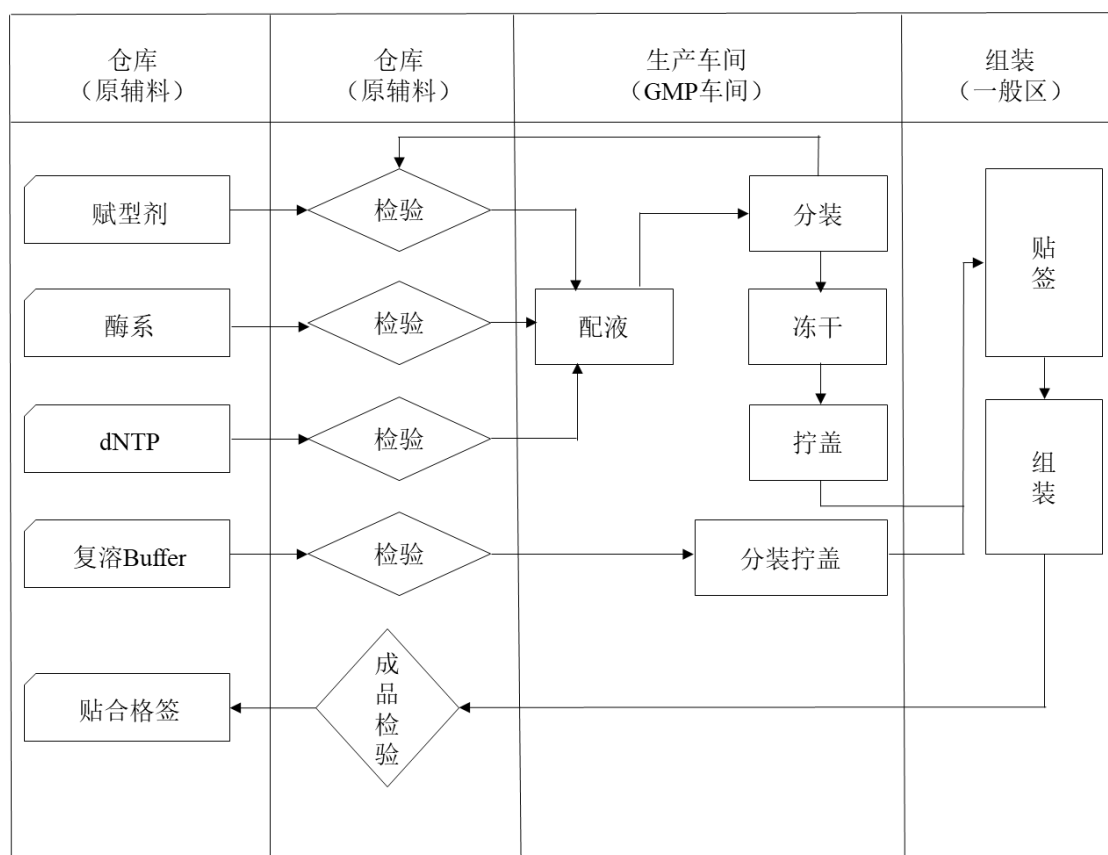 仓库
（原辅料）
仓库
（原辅料）
生产车间
（GMP车间）
组装
（一般区）
赋型剂
检验
分装
贴
签
酶系
检验
配液
冻干
dNTP
检验
拧盖
组
装
复溶Buffer
检验
分装拧盖
贴合格签
成
品
检
验